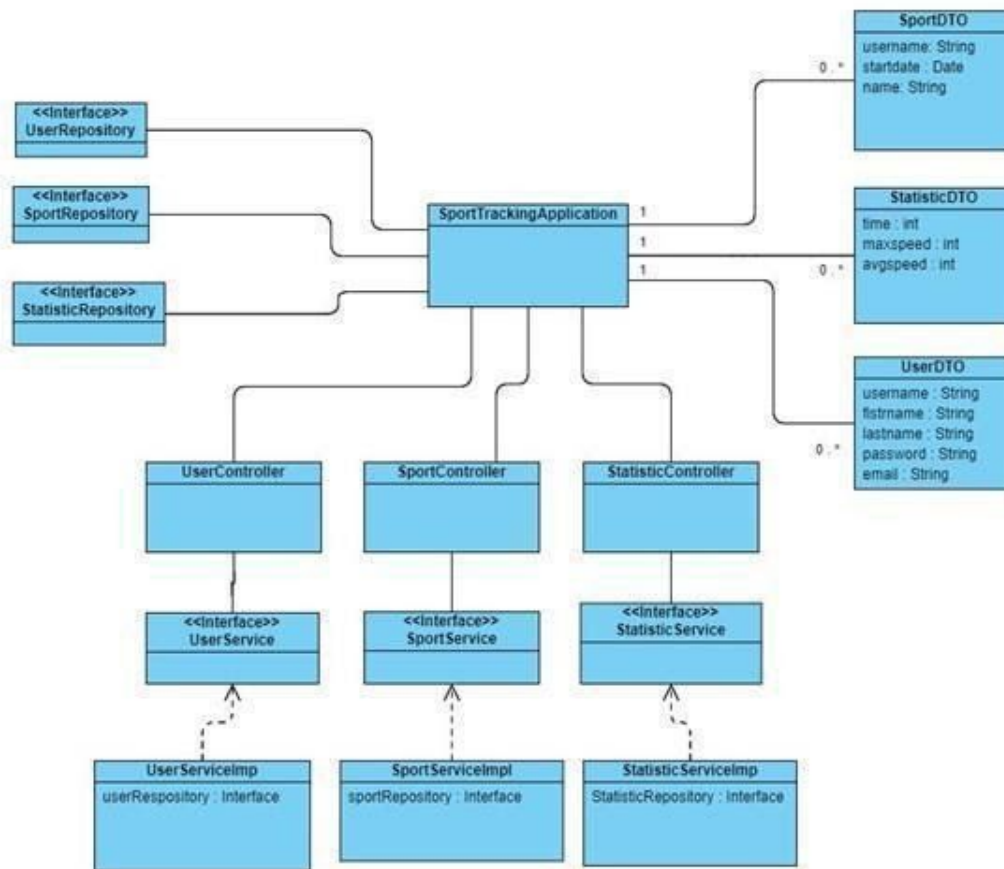 SportDTO
username: String
startdate : Date
name: String
0 . *
<<Interface>>
UserRepository
<<Interface>>
SportRepository
<<Interface>>
StatisticRepository
SportTrackingApplication
1
1
1
StatisticDTO
time : int
maxspeed : int
avgspeed : int
0 . *
UserDTO
username : String
fistrname : String
lastname : String
password : String
email : String
0 . *
UserController
SportController
StatisticController
<<Interface>>
UserService
<<Interface>>
SportService
<<Interface>>
StatisticService
UserServiceImp
userRespository : Interface
SportServiceImpl
sportRepository : Interface
StatisticServiceImp
StatisticRepository : Interface